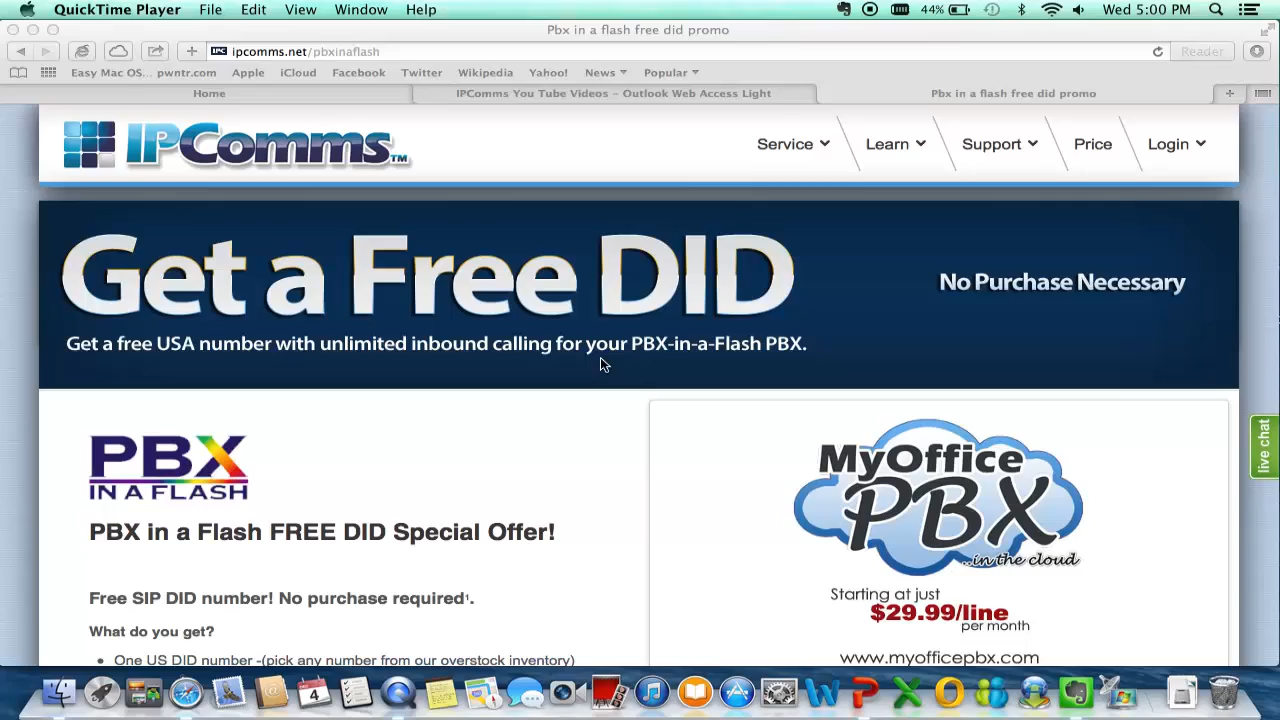 QuickTime Player File Edit View Window Help 44% Wed 5:00 PM
Pbx in a flash free did promo
IPC ipcomms.net/pbxinaflash Reader
Easy Mac OS... pwntr.com Apple iCloud Facebook Twitter Wikipedia Yahoo! News Popular
Home IPComms You Tube Videos – Outlook Web Access Light Pbx in a flash free did promo
IPComms™ Service Learn Support Price Login
Get a Free DID
No Purchase Necessary
Get a free USA number with unlimited inbound calling for your PBX-in-a-Flash PBX.
live chat
PBX
IN A FLASH
PBX in a Flash FREE DID Special Offer!
Free SIP DID number! No purchase required¹.
What do you get?
• One US DID number -(pick any number from our overstock inventory)
MyOffice
PBX
...in the cloud
Starting at just
$29.99/line
per month
www.myofficepbx.com
4